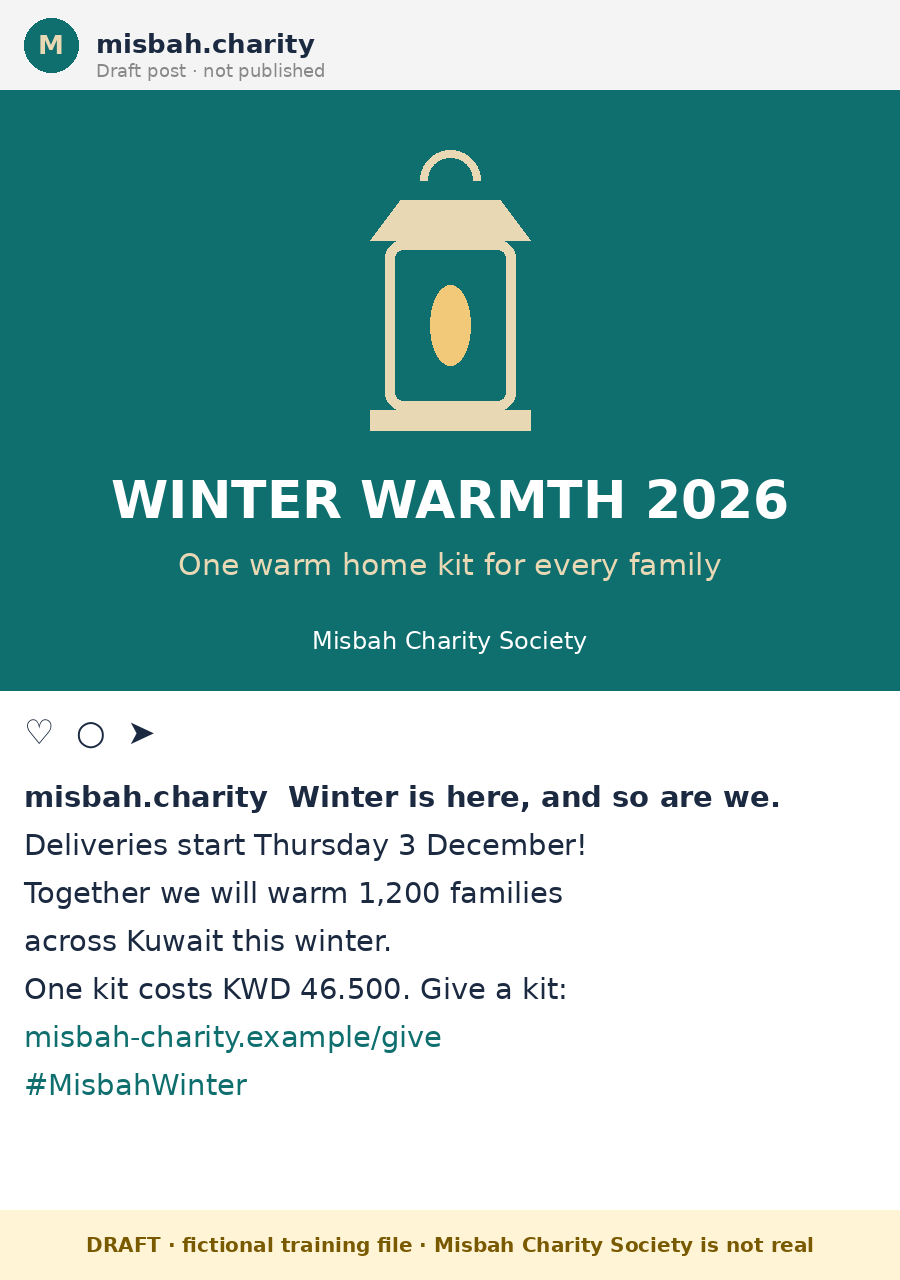 M
misbah.charity
Draft post · not published
WINTER WARMTH 2026
One warm home kit for every family
Misbah Charity Society
misbah.charity  Winter is here, and so are we.
Deliveries start Thursday 3 December!
Together we will warm 1,200 families
across Kuwait this winter.
One kit costs KWD 46.500. Give a kit:
misbah-charity.example/give
#MisbahWinter
DRAFT · fictional training file · Misbah Charity Society is not real